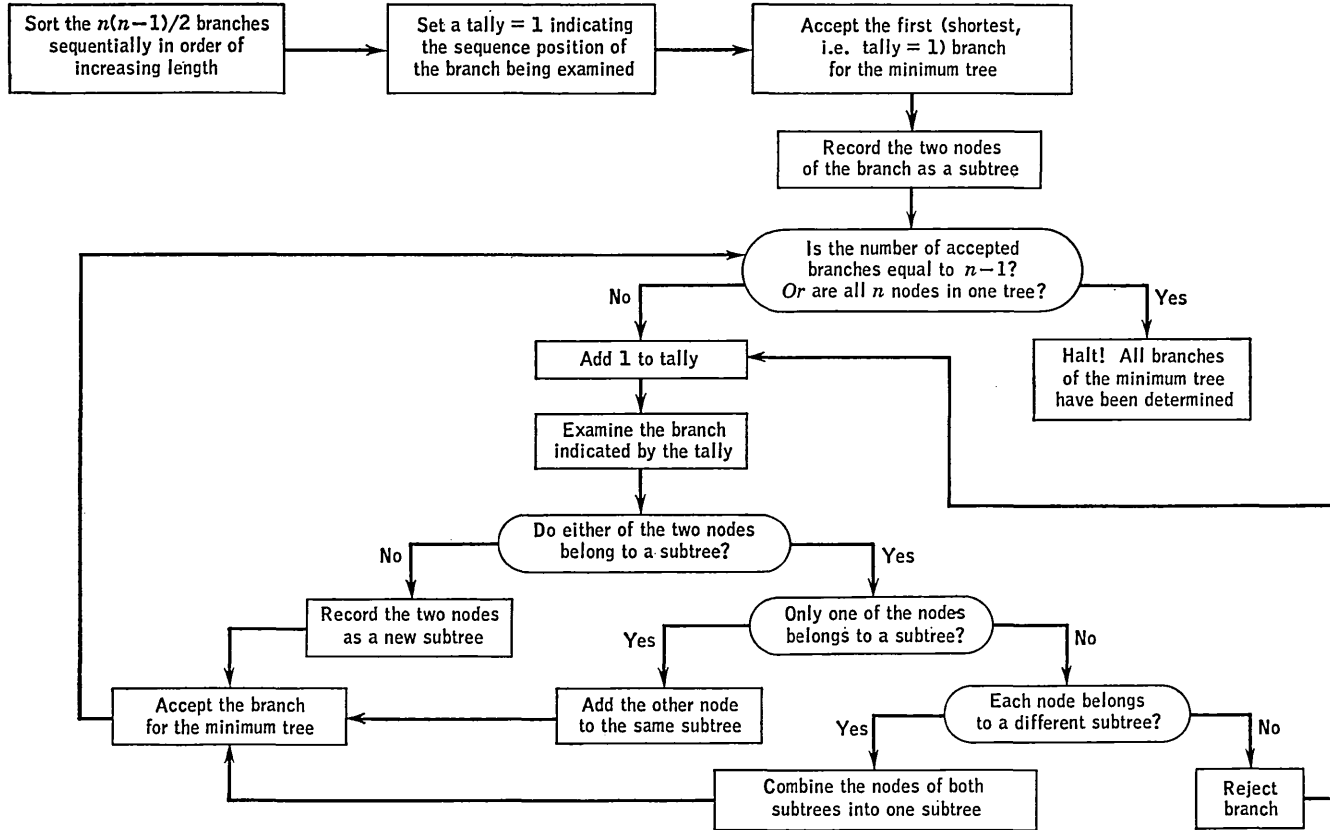 Sort the n(n−1)/2 branches
sequentially in order of
increasing length
Set a tally = 1 indicating
the sequence position of
the branch being examined
Accept the first (shortest,
i.e. tally = 1) branch
for the minimum tree
Record the two nodes
of the branch as a subtree
Is the number of accepted
branches equal to n−1?
Or are all n nodes in one tree?
No
Yes
Add 1 to tally
Halt! All branches
of the minimum tree
have been determined
Examine the branch
indicated by the tally
Do either of the two nodes
belong to a subtree?
No
Yes
Record the two nodes
as a new subtree
Only one of the nodes
belongs to a subtree?
Yes
No
Accept the branch
for the minimum tree
Add the other node
to the same subtree
Each node belongs
to a different subtree?
Yes
No
Combine the nodes of both
subtrees into one subtree
Reject
branch